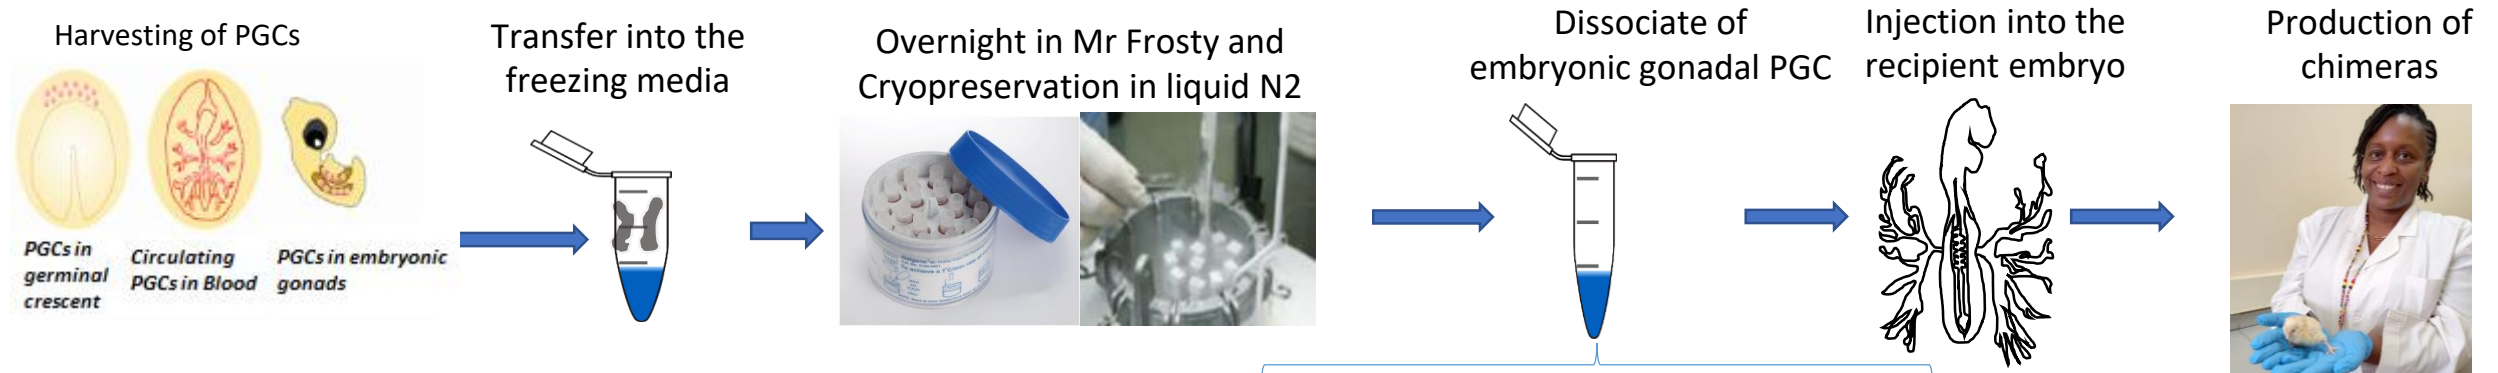 Harvesting of PGCs
PGCs in
germinal
crescent
Circulating
PGCs in Blood
PGCs in embryonic
gonads
Transfer into the
freezing media
Overnight in Mr Frosty and
Cryopreservation in liquid N2
Dissociate of
embryonic gonadal PGC
Injection into the
recipient embryo
Production of
chimeras